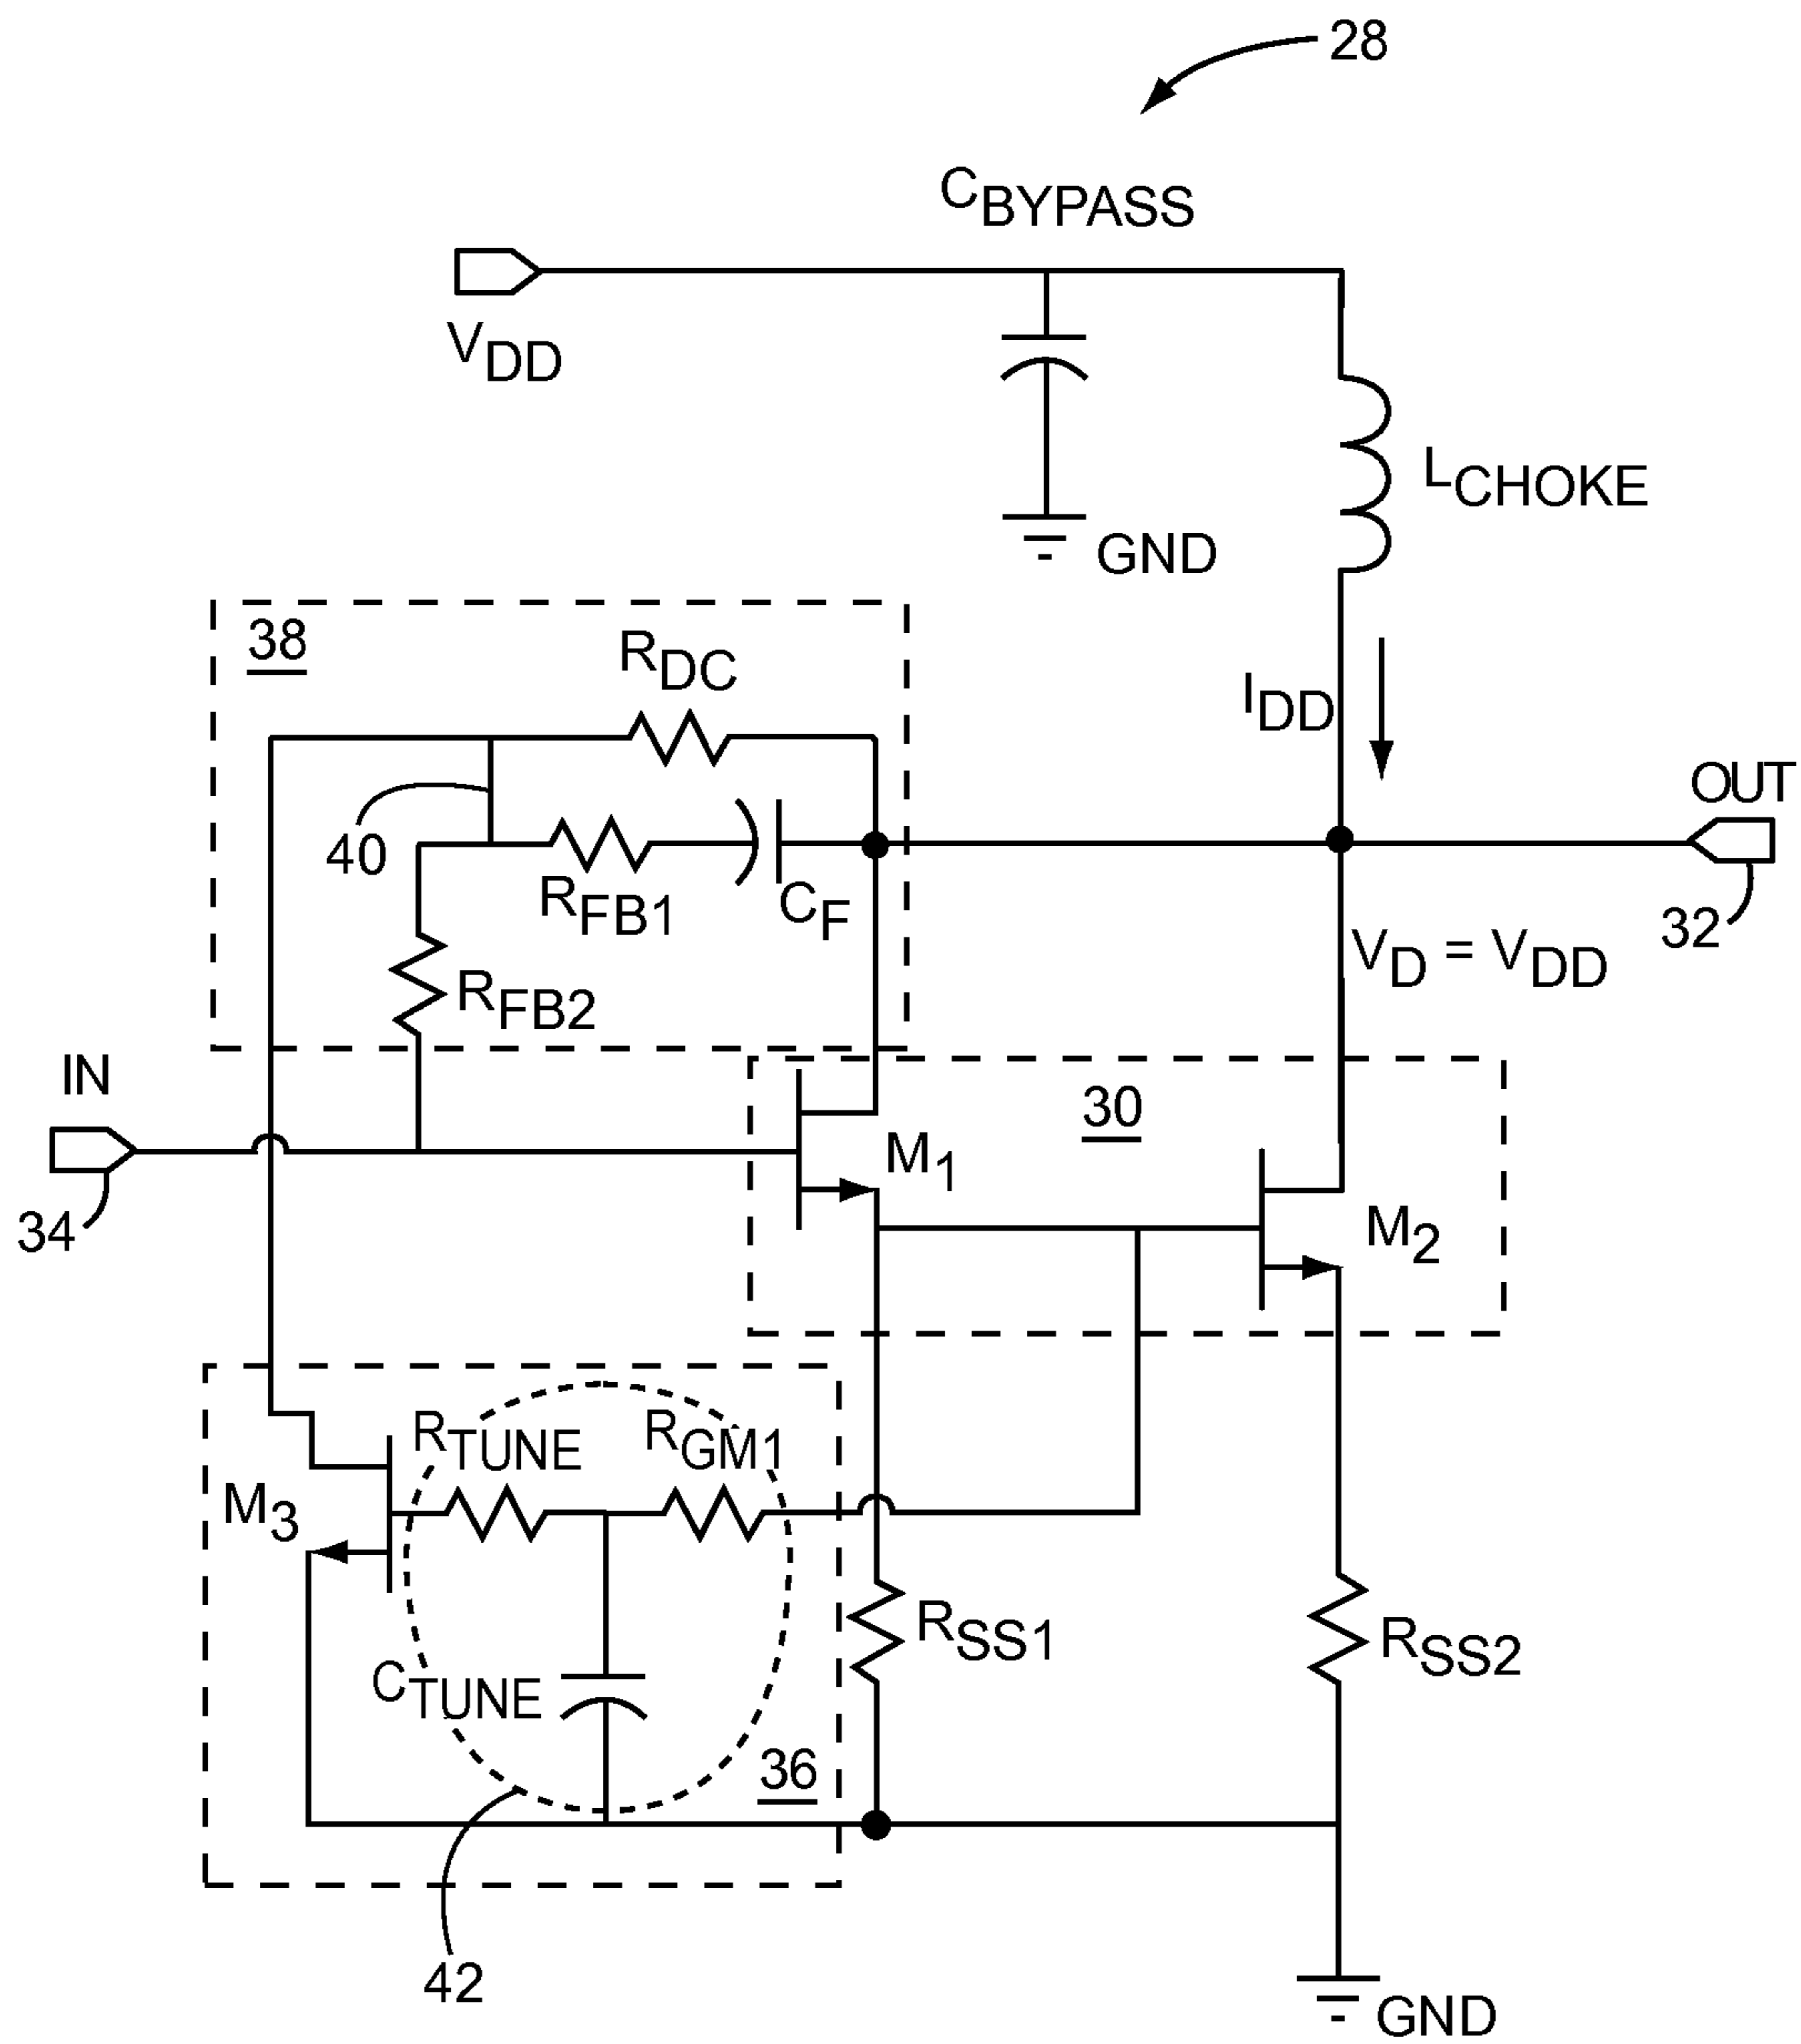 28
CBYPASS
VDD
LCHOKE
GND
38
RDC
IDD
OUT
40
RFB1
CF
32
VD = VDD
RFB2
IN
30
M1
34
M2
RTUNE
RGM1
M3
RSS1
RSS2
CTUNE
36
42
GND